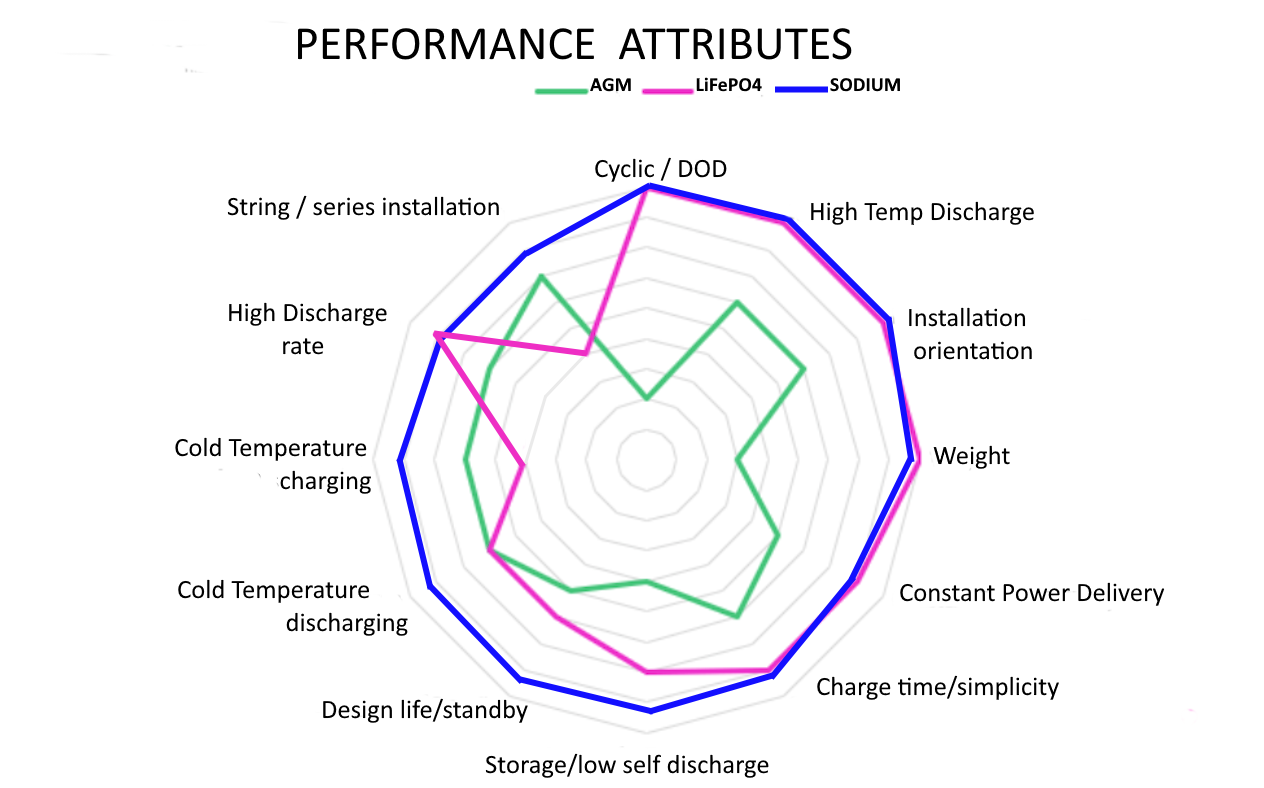 PERFORMANCE ATTRIBUTES
AGM LiFePO4 SODIUM
Cyclic / DOD
High Temp Discharge
Installation
orientation
Weight
Constant Power Delivery
Charge time/simplicity
Storage/low self discharge
Design life/standby
Cold Temperature
discharging
Cold Temperature
charging
High Discharge
rate
String / series installation